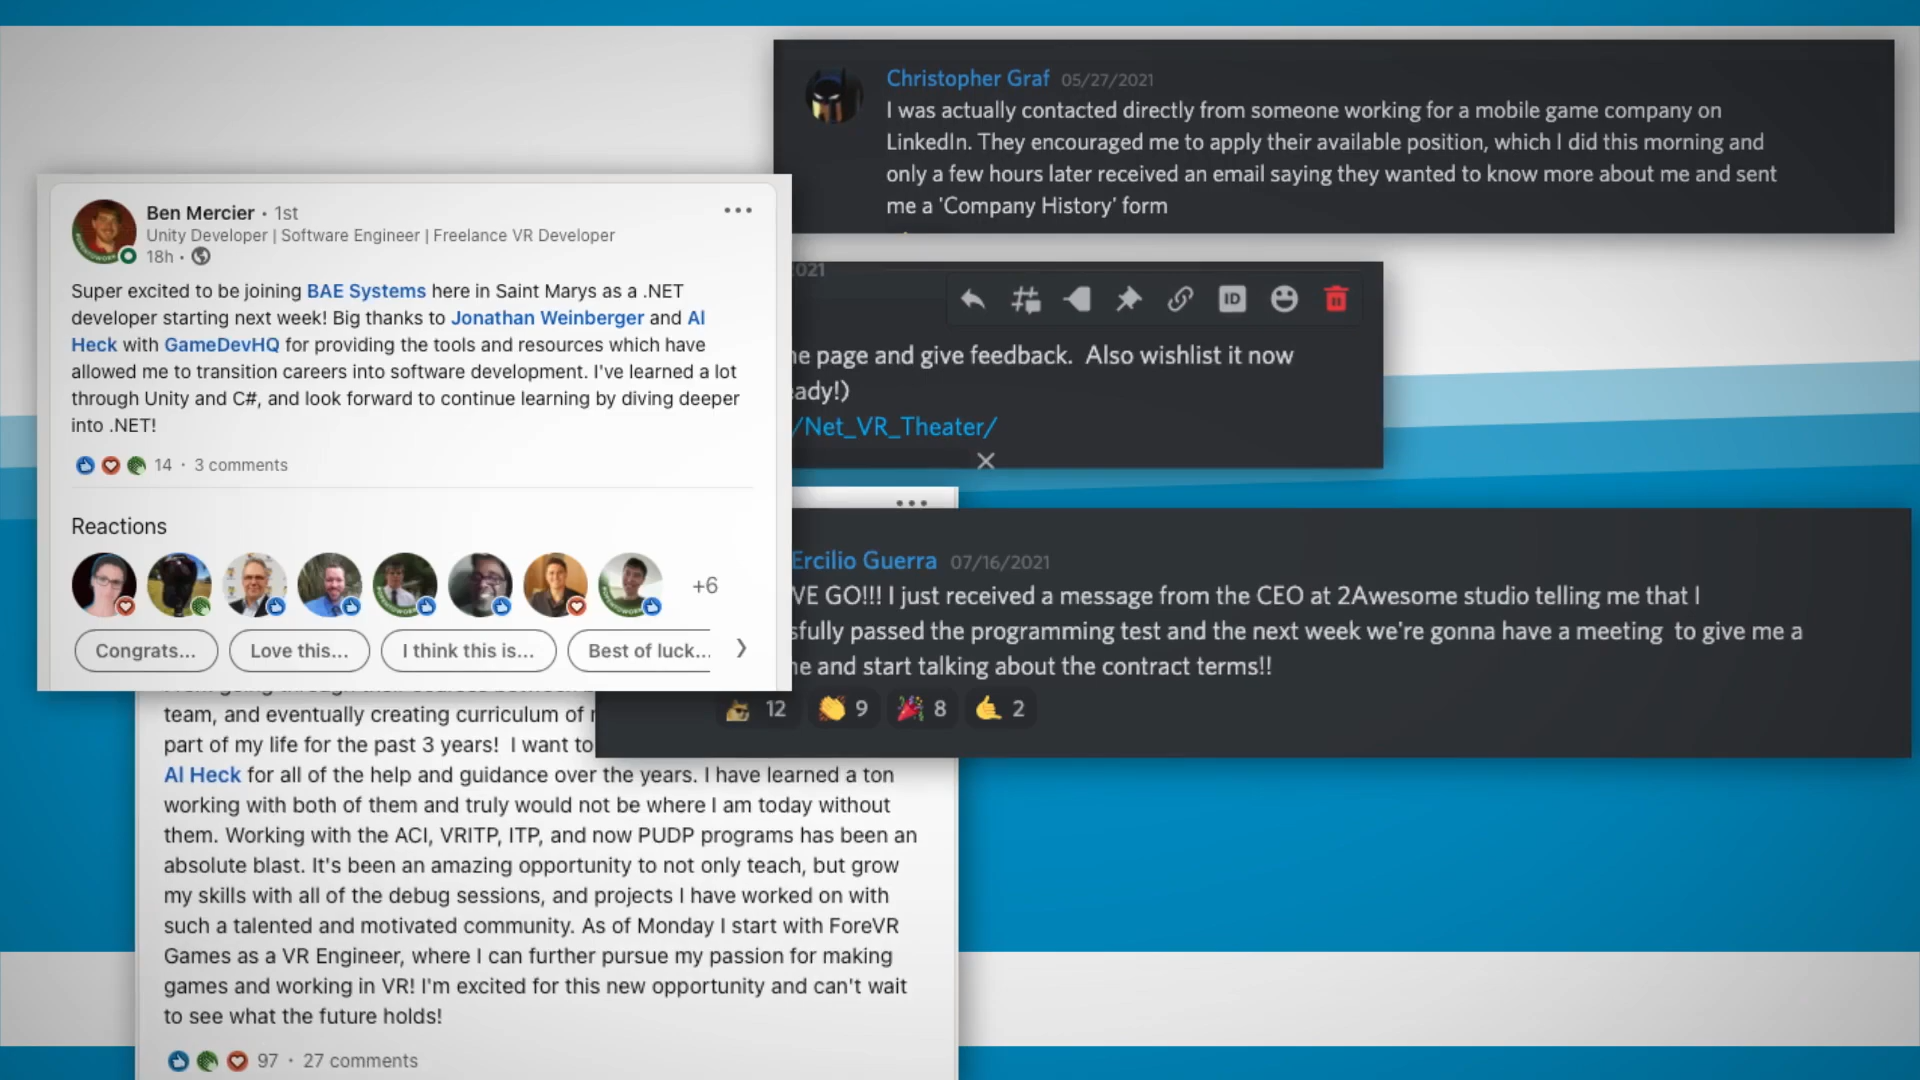 Christopher Graf 05/27/2021
I was actually contacted directly from someone working for a mobile game company on
LinkedIn. They encouraged me to apply their available position, which I did this morning and
only a few hours later received an email saying they wanted to know more about me and sent
me a 'Company History' form
Ben Mercier • 1st
Unity Developer | Software Engineer | Freelance VR Developer
18h •
Super excited to be joining BAE Systems here in Saint Marys as a .NET
developer starting next week! Big thanks to Jonathan Weinberger and Al
Heck with GameDevHQ for providing the tools and resources which have
allowed me to transition careers into software development. I've learned a lot
through Unity and C#, and look forward to continue learning by diving deeper
into .NET!
14 • 3 comments
Reactions
+6
Congrats...
Love this...
I think this is...
Best of luck...
021
ID
page and give feedback. Also wishlist it now
eady!)
/Net_VR_Theater/
Ercilio Guerra 07/16/2021
VE GO!!! I just received a message from the CEO at 2Awesome studio telling me that I
sfully passed the programming test and the next week we're gonna have a meeting to give me a
and start talking about the contract terms!!
12 9 8 2
team, and eventually creating curriculum of
part of my life for the past 3 years! I want to
Al Heck for all of the help and guidance over the years. I have learned a ton
working with both of them and truly would not be where I am today without
them. Working with the ACI, VRITP, ITP, and now PUDP programs has been an
absolute blast. It's been an amazing opportunity to not only teach, but grow
my skills with all of the debug sessions, and projects I have worked on with
such a talented and motivated community. As of Monday I start with ForeVR
Games as a VR Engineer, where I can further pursue my passion for making
games and working in VR! I'm excited for this new opportunity and can't wait
to see what the future holds!
97 • 27 comments